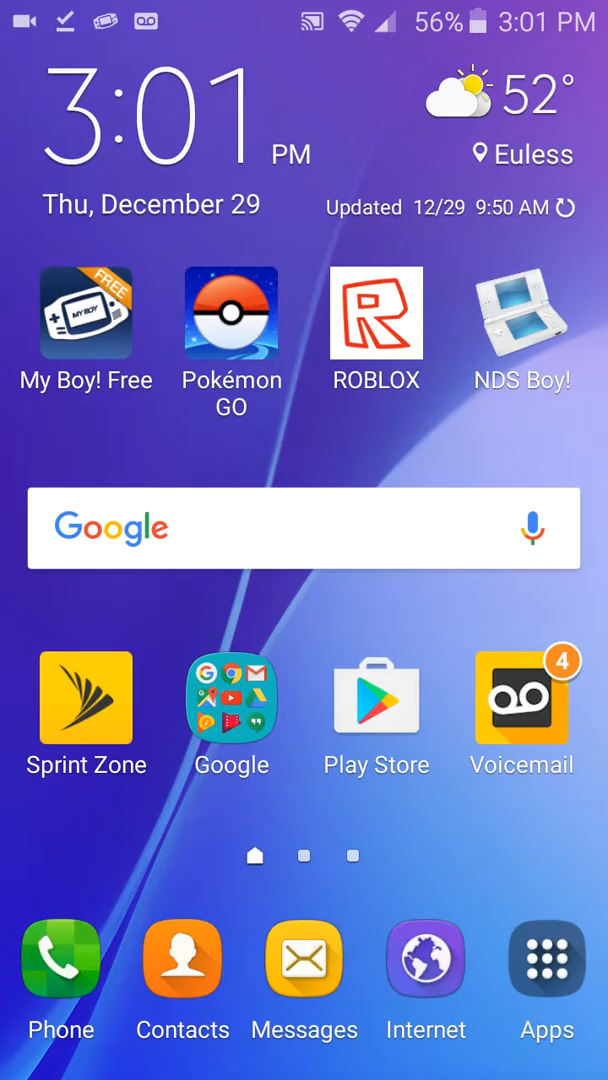 56% 3:01 PM
3:01 PM
52°
Euless
Thu, December 29
Updated 12/29 9:50 AM
FREE
MY BOY!
My Boy! Free
Pokémon
GO
ROBLOX
NDS Boy!
Google
4
Sprint Zone
Google
Play Store
Voicemail
Phone
Contacts
Messages
Internet
Apps